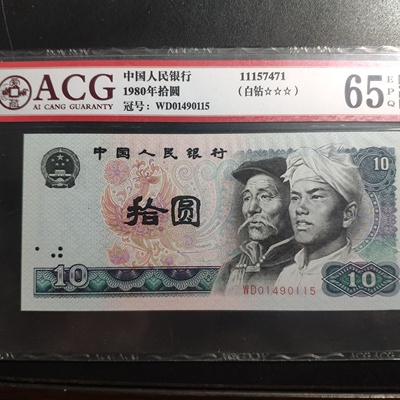 ACG
AI CANG GUARANTY
中国人民银行
1980年拾圆
冠号: WD01490115
11157471
(白钻☆☆☆)
65
EPQ
中国人民银行
10
拾圆
WD01490115
10
10